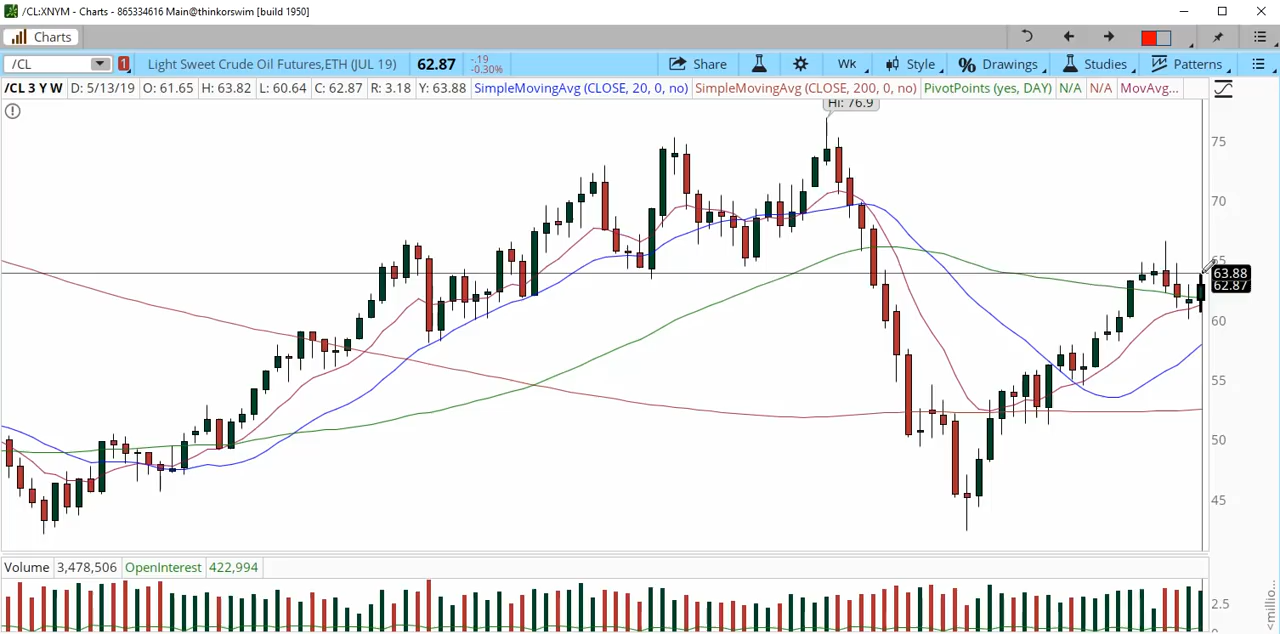 /CL:XNYM - Charts - 865334616 Main@thinkorswim [build 1950]
Charts
/CL 1 Light Sweet Crude Oil Futures,ETH (JUL 19) 62.87 -.19 -0.30% Share Wk Style % Drawings Studies Patterns
/CL 3 Y W D: 5/13/19 O: 61.65 H: 63.82 L: 60.64 C: 62.87 R: 3.18 Y: 63.88 SimpleMovingAvg (CLOSE, 20, 0, no) SimpleMovingAvg (CLOSE, 200, 0, no) PivotPoints (yes, DAY) N/A N/A MovAvg...
Hi: 76.9
75
70
65
63.88
62.87
60
55
50
45
Volume 3,478,506 OpenInterest 422,994
2.5
0
<millio...